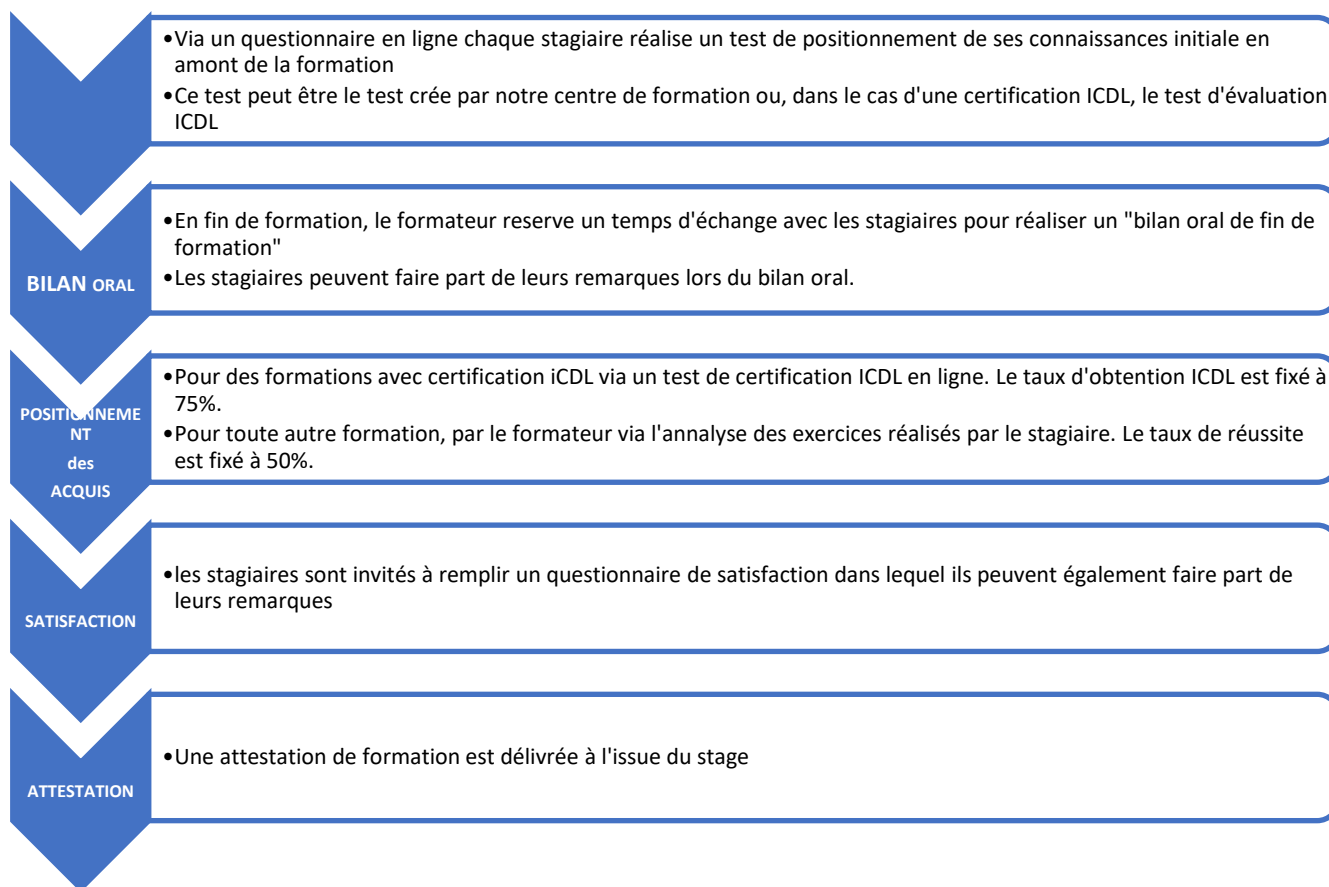 •Via un questionnaire en ligne chaque stagiaire réalise un test de positionnement de ses connaissances initiale en
amont de la formation
•Ce test peut être le test crée par notre centre de formation ou, dans le cas d'une certification ICDL, le test d'évaluation
ICDL
BILAN ORAL
•En fin de formation, le formateur reserve un temps d'échange avec les stagiaires pour réaliser un "bilan oral de fin de
formation"
•Les stagiaires peuvent faire part de leurs remarques lors du bilan oral.
POSITIONNEME
NT
des
ACQUIS
•Pour des formations avec certification iCDL via un test de certification ICDL en ligne. Le taux d'obtention ICDL est fixé à
75%.
•Pour toute autre formation, par le formateur via l'annalyse des exercices réalisés par le stagiaire. Le taux de réussite
est fixé à 50%.
SATISFACTION
•les stagiaires sont invités à remplir un questionnaire de satisfaction dans lequel ils peuvent également faire part de
leurs remarques
ATTESTATION
•Une attestation de formation est délivrée à l'issue du stage